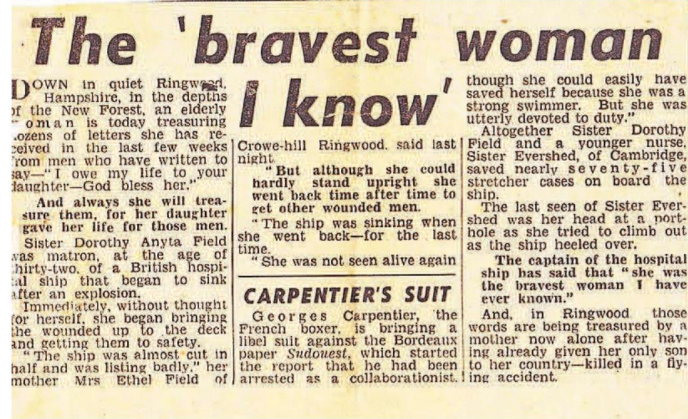 The 'bravest woman
I know'
DOWN in quiet Ringwood,
Hampshire, in the depths
of the New Forest, an elderly
woman is today treasuring
dozens of letters she has re-
ceived in the last few weeks
from men who have written to
say—"I owe my life to your
daughter—God bless her."
And always she will trea-
sure them, for her daughter
gave her life for those men.
Sister Dorothy Anyta Field
was matron, at the age of
thirty-two, of a British hospi-
tal ship that began to sink
after an explosion.
Immediately, without thought
for herself, she began bringing
the wounded up to the deck
and getting them to safety.
"The ship was almost cut in
half and was listing badly," her
mother Mrs Ethel Field of
Crowe-hill Ringwood, said last
night.
"But although she could
hardly stand upright she
went back time after time to
get other wounded men.
"The ship was sinking when
she went back—for the last
time.
"She was not seen alive again
though she could easily have
saved herself because she was a
strong swimmer. But she was
utterly devoted to duty."
Altogether Sister Dorothy
Field and a younger nurse,
Sister Evershed, of Cambridge,
saved nearly seventy-five
stretcher cases on board the
ship.
The last seen of Sister Ever-
shed was her head at a port-
hole as she tried to climb out
as the ship heeled over.
The captain of the hospital
ship has said that "she was
the bravest woman I have
ever known."
And, in Ringwood those
words are being treasured by a
mother now alone after hav-
ing already given her only son
to her country—killed in a fly-
ing accident.
CARPENTIER'S SUIT
Georges Carpentier, the
French boxer, is bringing a
libel suit against the Bordeaux
paper Sudouest, which started
the report that he had been
arrested as a collaborationist.